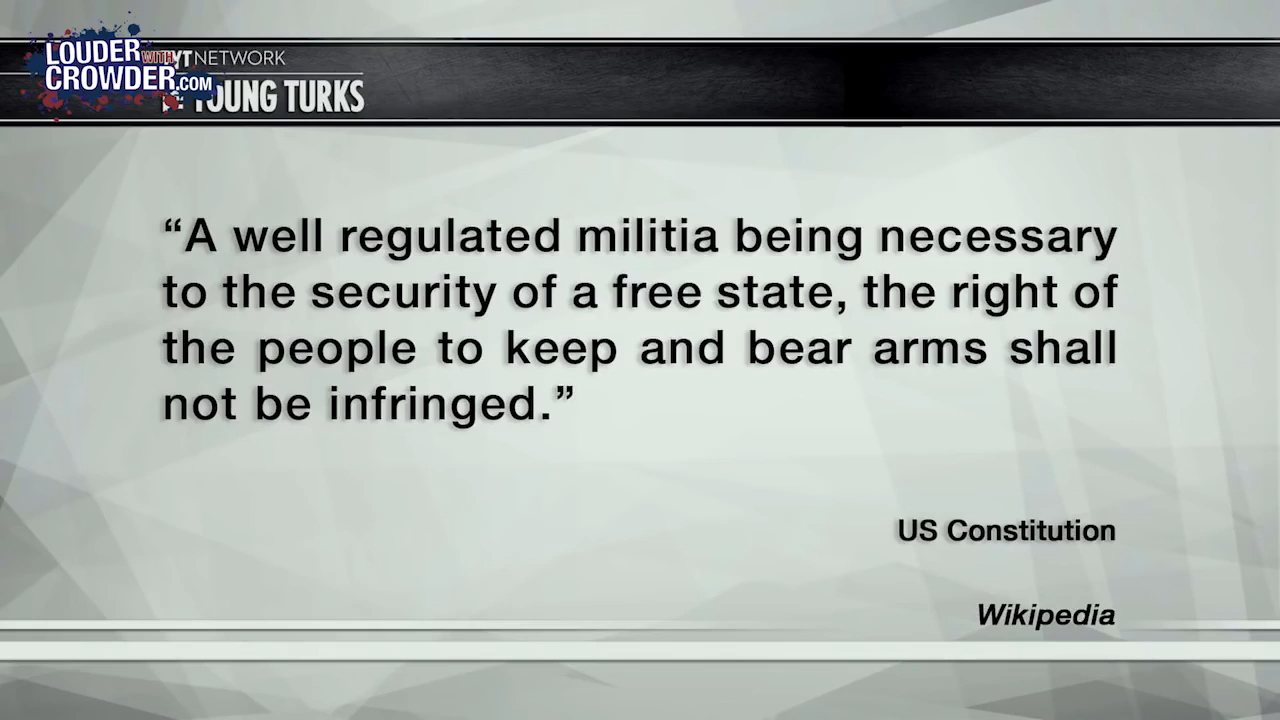 LOUDER WITH
CROWDER.COM
YT NETWORK
YOUNG TURKS
“A well regulated militia being necessary
to the security of a free state, the right of
the people to keep and bear arms shall
not be infringed.”
US Constitution
Wikipedia